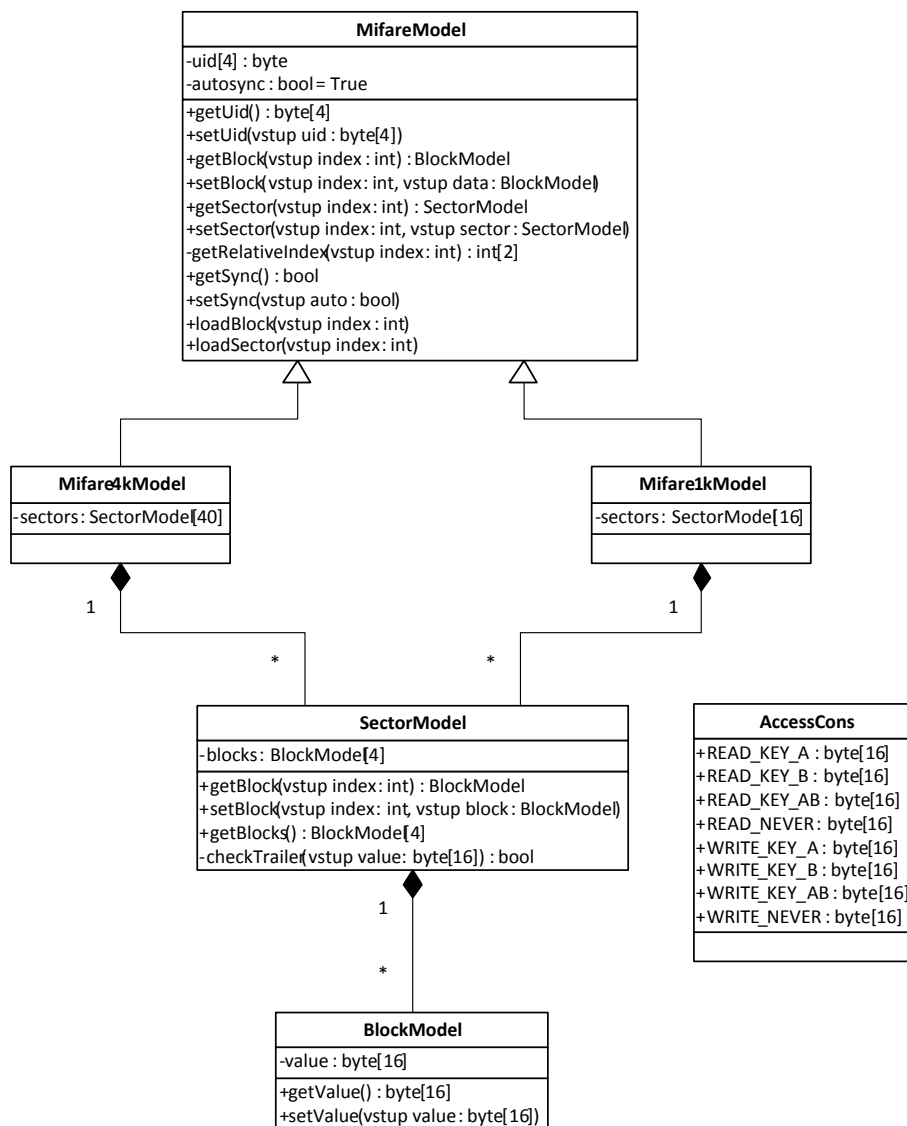 MifareModel
-uid[4] : byte
-autosync : bool = True
+getUid() : byte[4]
+setUid(vstup uid : byte[4])
+getBlock(vstup index : int) : BlockModel
+setBlock(vstup index : int, vstup data : BlockModel)
+getSector(vstup index : int) : SectorModel
+setSector(vstup index : int, vstup sector : SectorModel)
-getRelativeIndex(vstup index : int) : int[2]
+getSync() : bool
+setSync(vstup auto : bool)
+loadBlock(vstup index : int)
+loadSector(vstup index : int)
Mifare4kModel
-sectors : SectorModel[40]
Mifare1kModel
-sectors : SectorModel[16]
1
1
*
*
SectorModel
-blocks : BlockModel[4]
+getBlock(vstup index : int) : BlockModel
+setBlock(vstup index : int, vstup block : BlockModel)
+getBlocks() : BlockModel[4]
-checkTrailer(vstup value : byte[16]) : bool
AccessCons
+READ_KEY_A : byte[16]
+READ_KEY_B : byte[16]
+READ_KEY_AB : byte[16]
+READ_NEVER : byte[16]
+WRITE_KEY_A : byte[16]
+WRITE_KEY_B : byte[16]
+WRITE_KEY_AB : byte[16]
+WRITE_NEVER : byte[16]
1
*
BlockModel
-value : byte[16]
+getValue() : byte[16]
+setValue(vstup value : byte[16])